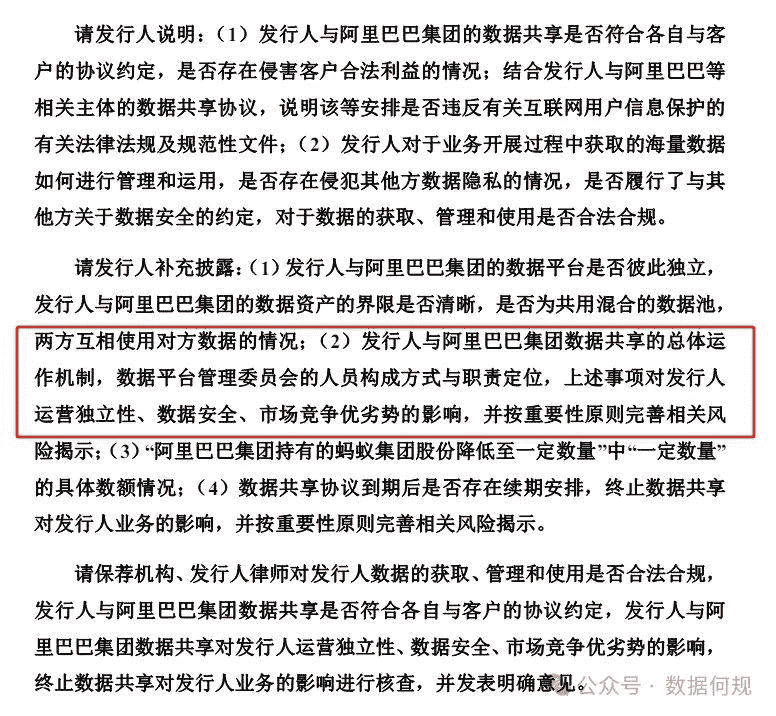 请发行人说明：（1）发行人与阿里巴巴集团的数据共享是否符合各自与客
户的协议约定，是否存在侵害客户合法利益的情况；结合发行人与阿里巴巴等
相关主体的数据共享协议，说明该等安排是否违反有关互联网用户信息保护的
有关法律法规及规范性文件；（2）发行人对于业务开展过程中获取的海量数据
如何进行管理和运用，是否存在侵犯其他方数据隐私的情况，是否履行了与其
他方关于数据安全的约定，对于数据的获取、管理和使用是否合法合规。
请发行人补充披露：（1）发行人与阿里巴巴集团的数据平台是否彼此独立，
发行人与阿里巴巴集团的数据资产的界限是否清晰，是否为共用混合的数据池，
两方互相使用对方数据的情况；（2）发行人与阿里巴巴集团数据共享的总体运
作机制，数据平台管理委员会的人员构成方式与职责定位，上述事项对发行人
运营独立性、数据安全、市场竞争优劣势的影响，并按重要性原则完善相关风
险揭示；（3）“阿里巴巴集团持有的蚂蚁集团股份降低至一定数量”中“一定数量”
的具体数额情况；（4）数据共享协议到期后是否存在续期安排，终止数据共享
对发行人业务的影响，并按重要性原则完善相关风险揭示。
请保荐机构、发行人律师对发行人数据的获取、管理和使用是否合法合规，
发行人与阿里巴巴集团数据共享是否符合各自与客户的协议约定，发行人与阿
里巴巴集团数据共享对发行人运营独立性、数据安全、市场竞争优劣势的影响，
终止数据共享对发行人业务的影响进行核查，并发表明确意见。
公众号·数据何规